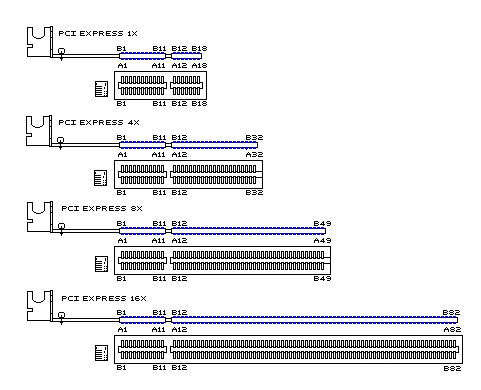 PCI EXPRESS 1X
B1 B11 B12 B18
A1 A11 A12 A18
B1 B11 B12 B18
PCI EXPRESS 4X
B1 B11 B12 B32
A1 A11 A12 A32
B1 B11 B12 B32
PCI EXPRESS 8X
B1 B11 B12 B49
A1 A11 A12 A49
B1 B11 B12 B49
PCI EXPRESS 16X
B1 B11 B12 B82
A1 A11 A12 A82
B1 B11 B12 B82